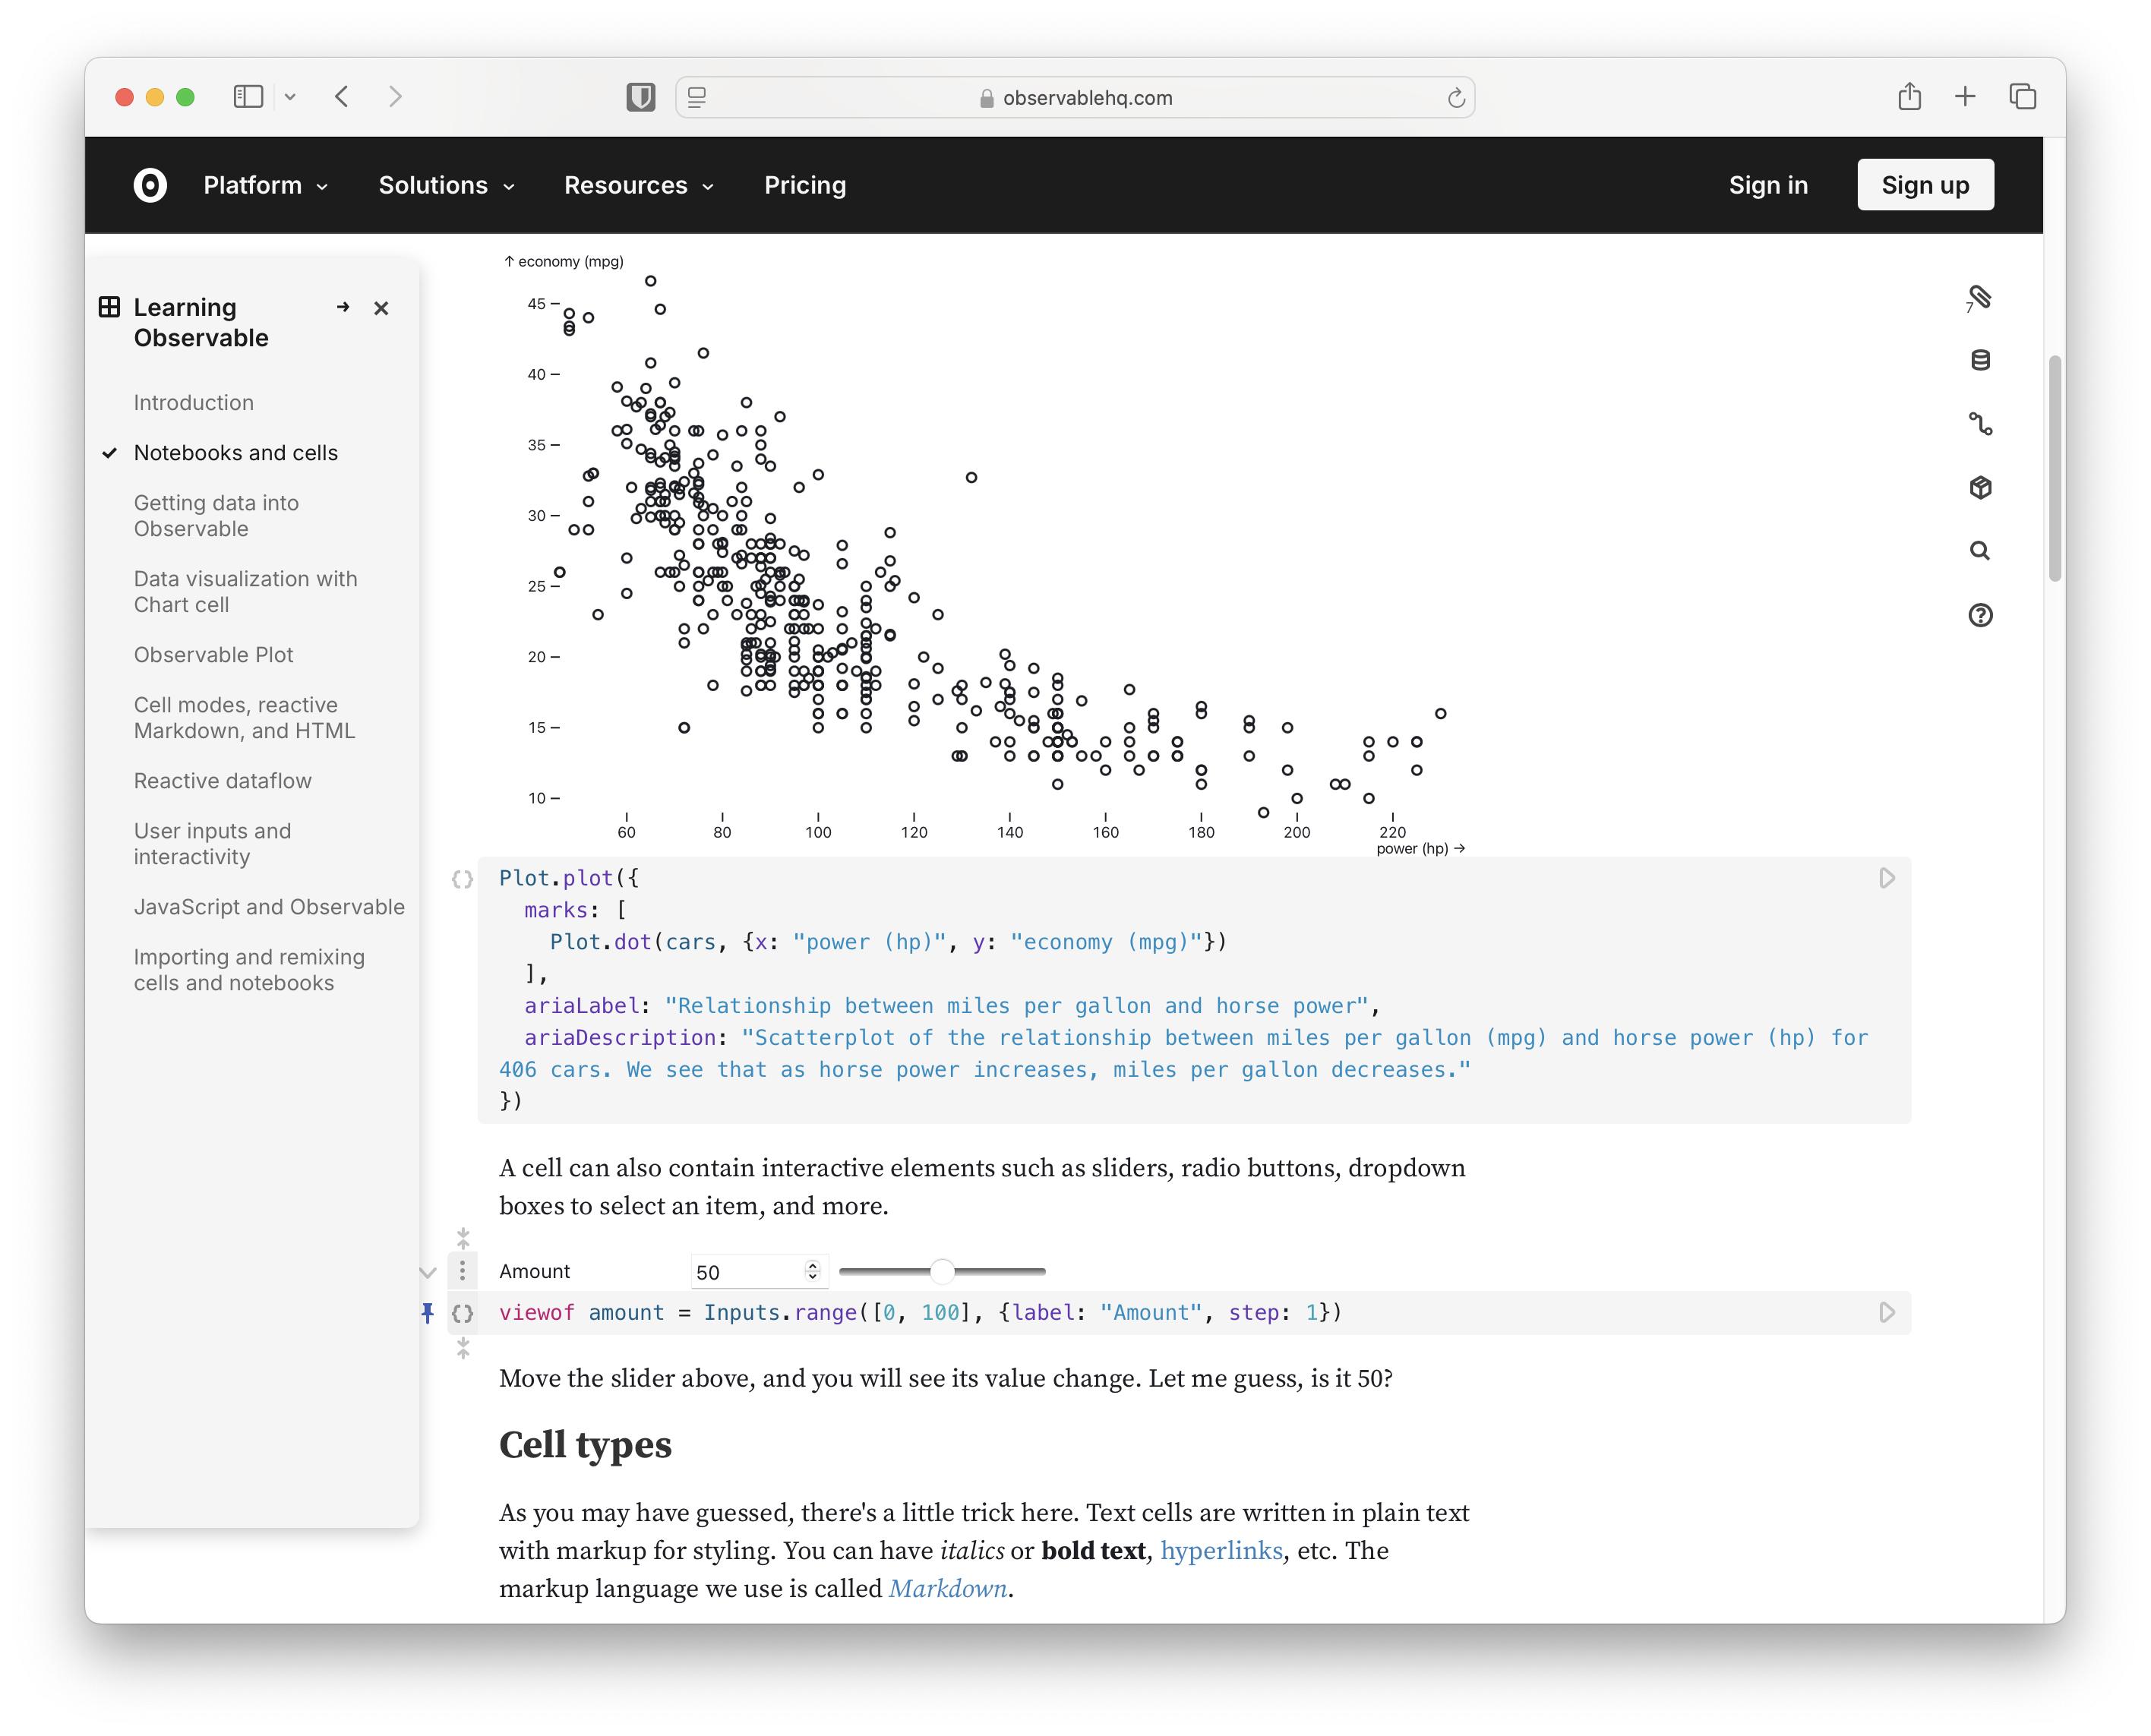 observablehq.com
Platform
Solutions
Resources
Pricing
Sign in
Sign up
Learning
Observable
Introduction
Notebooks and cells
Getting data into
Observable
Data visualization with
Chart cell
Observable Plot
Cell modes, reactive
Markdown, and HTML
Reactive dataflow
User inputs and
interactivity
JavaScript and Observable
Importing and remixing
cells and notebooks
↑ economy (mpg)
45
40
35
30
25
20
15
10
60 80 100 120 140 160 180 200 220
power (hp) →
7
Plot.plot({
  marks: [
    Plot.dot(cars, {x: "power (hp)", y: "economy (mpg)"})
  ],
  ariaLabel: "Relationship between miles per gallon and horse power",
  ariaDescription: "Scatterplot of the relationship between miles per gallon (mpg) and horse power (hp) for
406 cars. We see that as horse power increases, miles per gallon decreases."
})
A cell can also contain interactive elements such as sliders, radio buttons, dropdown
boxes to select an item, and more.
Amount 50
viewof amount = Inputs.range([0, 100], {label: "Amount", step: 1})
Move the slider above, and you will see its value change. Let me guess, is it 50?
Cell types
As you may have guessed, there's a little trick here. Text cells are written in plain text
with markup for styling. You can have italics or bold text, hyperlinks, etc. The
markup language we use is called Markdown.